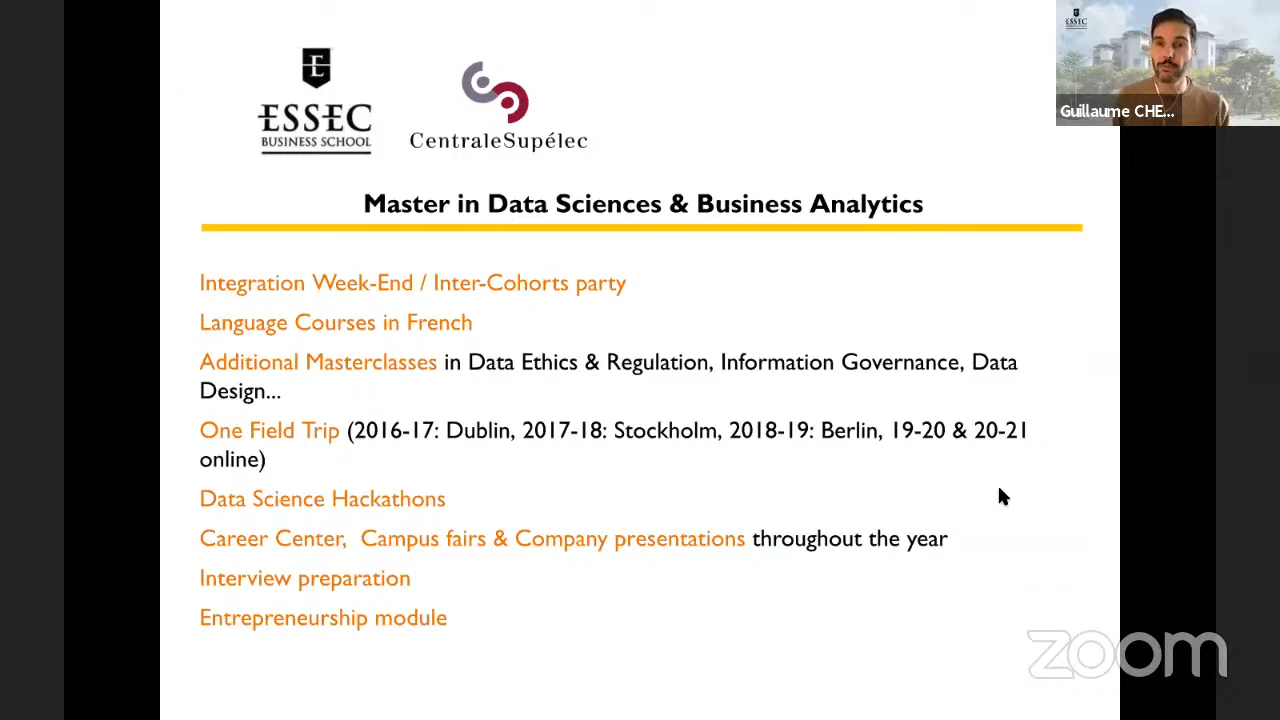 ESSEC
BUSINESS SCHOOL
CentraleSupélec
ESSEC
Guillaume CHE...
Master in Data Sciences & Business Analytics
Integration Week-End / Inter-Cohorts party
Language Courses in French
Additional Masterclasses in Data Ethics & Regulation, Information Governance, Data
Design...
One Field Trip (2016-17: Dublin, 2017-18: Stockholm, 2018-19: Berlin, 19-20 & 20-21
online)
Data Science Hackathons
Career Center, Campus fairs & Company presentations throughout the year
Interview preparation
Entrepreneurship module
zoom